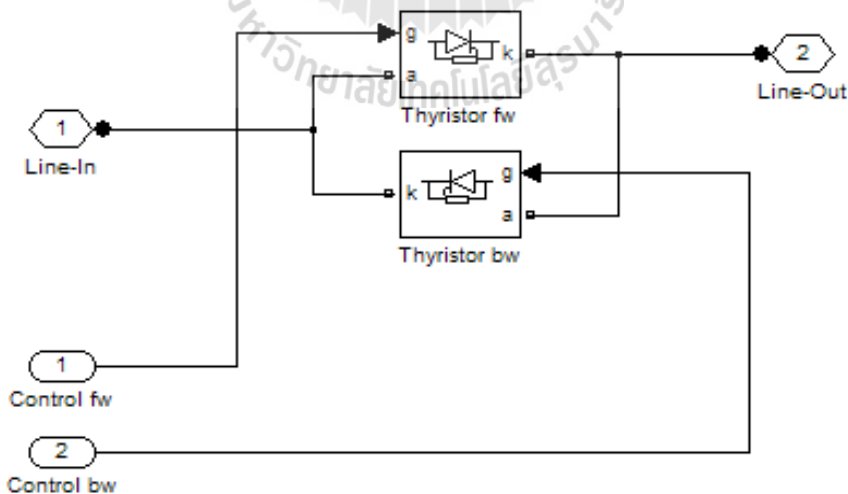 g
k
a
Thyristor fw
2
Line-Out
1
Line-In
k
g
a
Thyristor bw
1
Control fw
2
Control bw